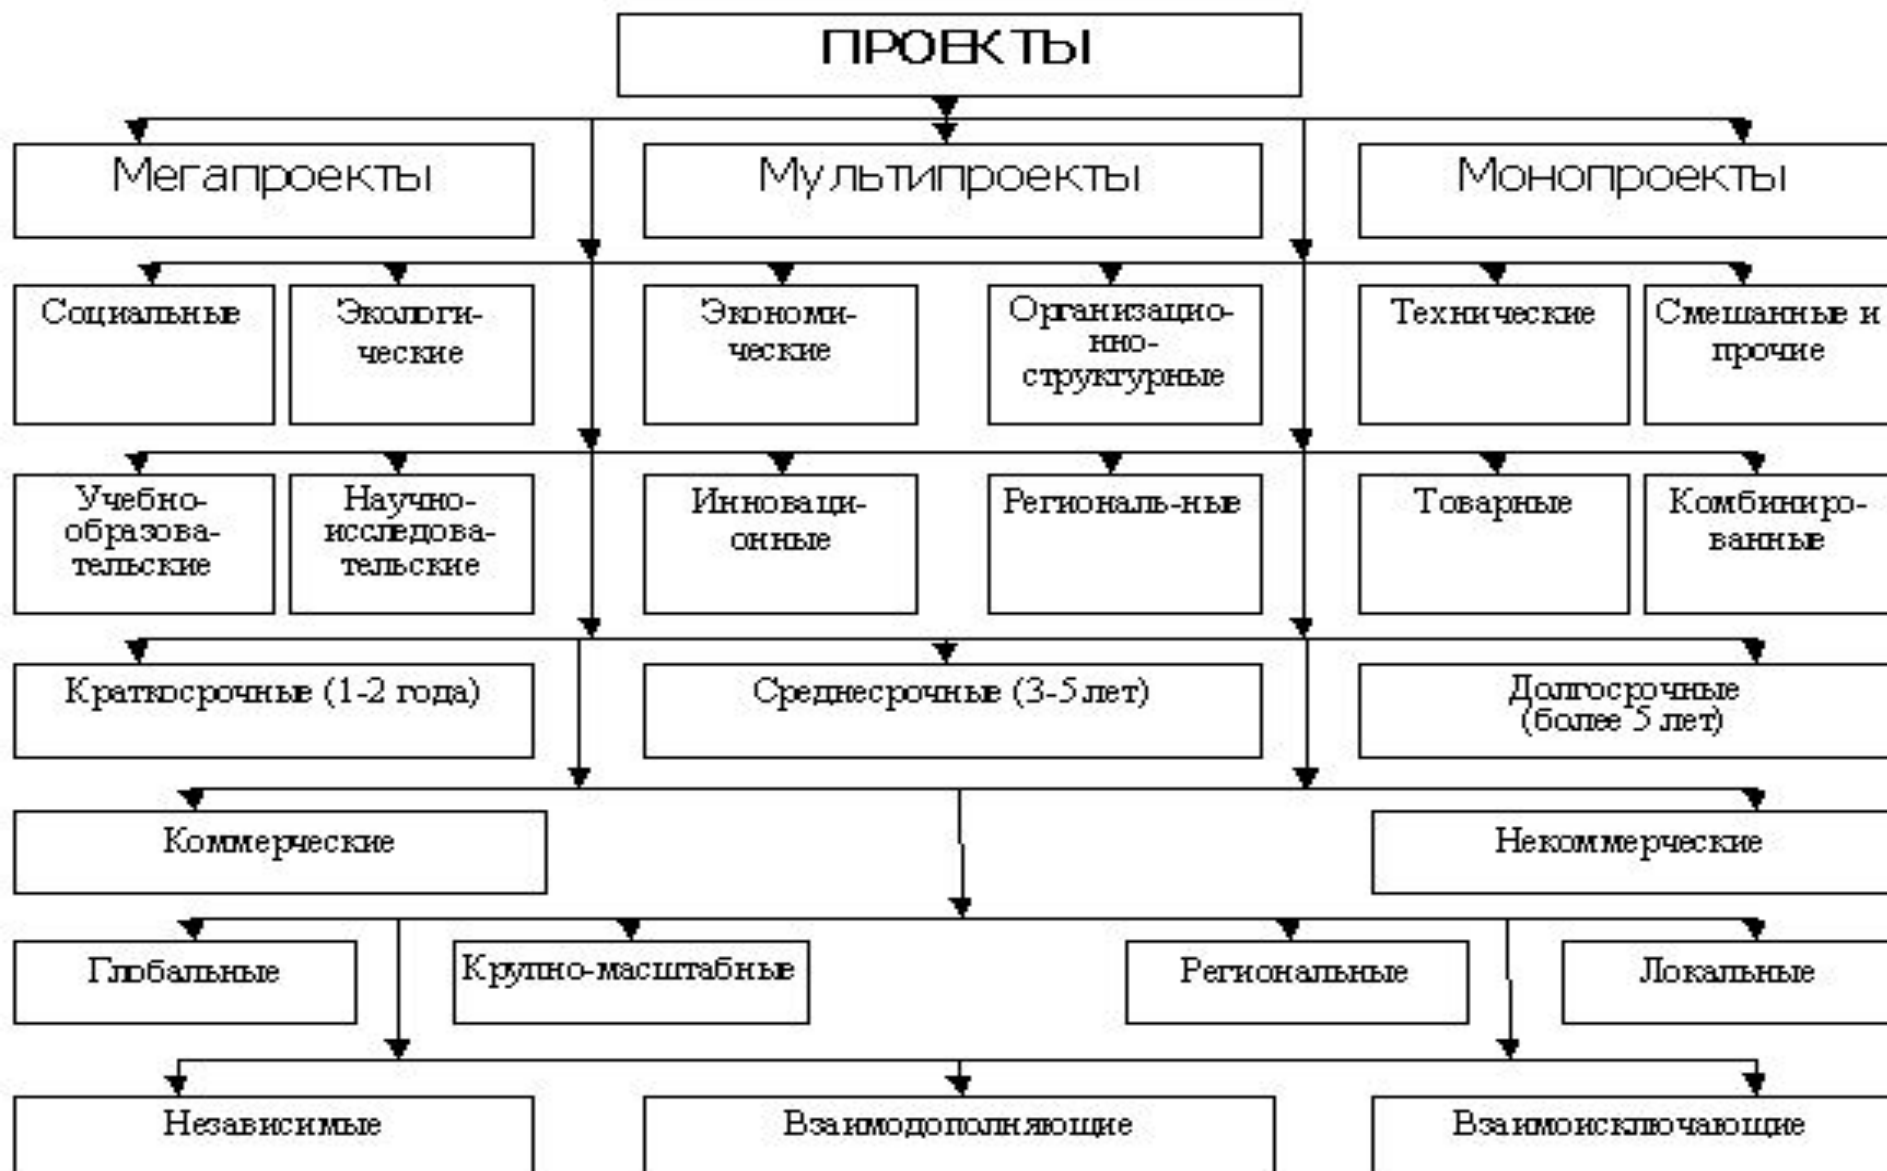 ПРОЕКТЫ
Мегапроекты
Мультипроекты
Монопроекты
Социальные
Экологи-
ческие
Экономи-
ческие
Организацио-
нно-
структурные
Технические
Смешанные и
прочие
Учебно-
образова-
тельские
Научно-
исследова-
тельские
Инноваци-
онные
Региональ-ные
Товарные
Комбиниро-
ванные
Краткосрочные (1-2 года)
Среднесрочные (3-5 лет)
Долгосрочные
(более 5 лет)
Коммерческие
Некоммерческие
Глобальные
Крупно-масштабные
Региональные
Локальные
Независимые
Взаимодополняющие
Взаимоисключающие